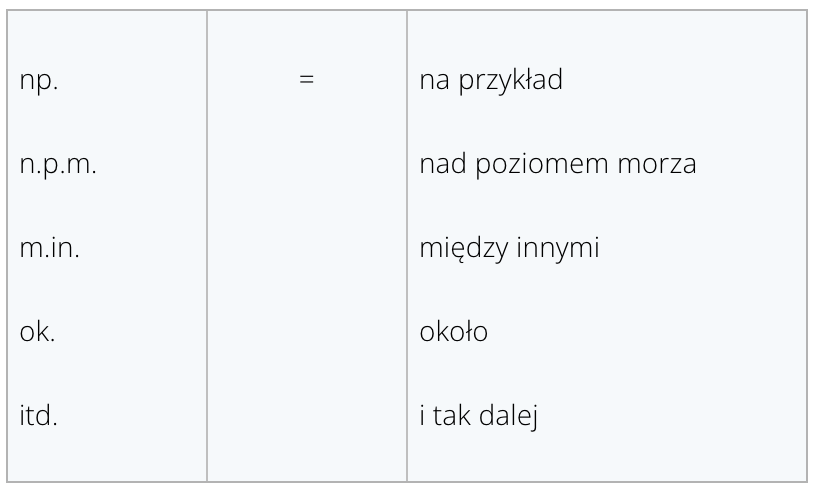 np. = na przykład
n.p.m. nad poziomem morza
m.in. między innymi
ok. około
itd. i tak dalej